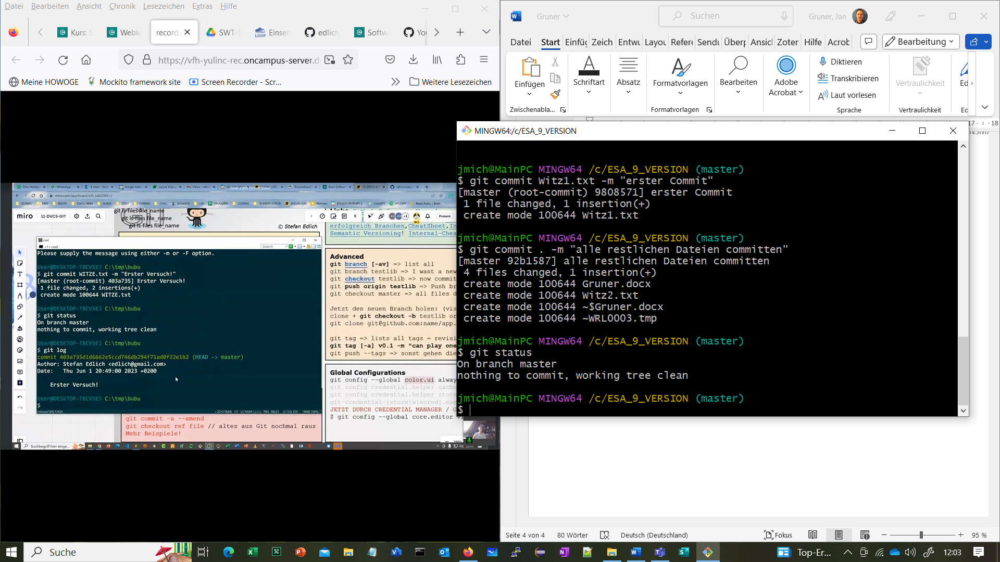 Datei Bearbeiten Ansicht Chronik Lesezeichen Extras Hilfe
Kurs: S
Webko
record.
SWT-E
Einsen
edlich
Softwa
You
https://vfh-yulinc-rec.oncampus-server.d
Meine HOWOGE
Mockito framework site
Screen Recorder - Scr...
Weitere Lesezeichen
miro
11-DVCS-GIT
Present
git ls-files file_name
git ls-files file_name
git ls-files file_name
© Stefan Edlich
erfolgreich Branchen,CheatSheet,In
Semantic Versioning! Internal-Chea
cmd
<1> cmd
Search
Please supply the message using either -m or -F option.
User@DESKTOP-T8CV5EJ C:\tmp\bubu
$ git commit WITZE.txt -m "Erster Versuch!"
[master (root-commit) 403a735] Erster Versuch!
1 file changed, 2 insertions(+)
create mode 100644 WITZE.txt
User@DESKTOP-T8CV5EJ C:\tmp\bubu
$ git status
On branch master
nothing to commit, working tree clean
User@DESKTOP-T8CV5EJ C:\tmp\bubu
$ git log
commit 403a735d1d6662e5ccd746db294f71ad0f22e1b2 (HEAD -> master)
Author: Stefan Edlich <edlich@gmail.com>
Date: Thu Jun 1 20:49:00 2023 +0200
Erster Versuch!
User@DESKTOP-T8CV5EJ C:\tmp\bubu
$
git commit -a --amend
git checkout ref file // altes aus Git nochmal raus
Mehr Beispiele!
Advanced
git branch [-av] => list all
git branch testlib => I want a new
git checkout testlib => now commit
git push origin testlib => Push br
git checkout master => all files d
Jetzt den neuen Branch holen: (vis
clone + git checkout -b testlib or
git clone git@github.com:name/app.
git tag => lists all tags = revisi
git tag [-a] v0.1 -m "can play one
git push --tags => sonst gehen die
Global Configurations
git config --global color.ui alway
git config credential.helper cache
git config credential.helper store
git-credential-[store|wincred].exe
JETZT DURCH CREDENTIAL MANAGER / G
$ git config --global core.editor vi
Suchbegriff hier einge...
Gruner
Suchen
Gruner, Jan
Datei Start Einfüg Zeich Entwu Layou Refere Sendu Überp Ansich Zoter Hilfe Acrob
Bearbeitung
Einfügen
Schriftart
Absatz
Formatvorlagen
Bearbeiten
Adobe Acrobat
Diktieren
Transkribieren
Laut vorlesen
Vertraulichkeit
Ed
Zwischenabla...
Formatvorlagen
Sprache
Vertraulichkeit
Ed
17 18
MINGW64:/c/ESA_9_VERSION
jmich@MainPC MINGW64 /c/ESA_9_VERSION (master)
$ git commit Witz1.txt -m "erster Commit"
[master (root-commit) 9808571] erster Commit
1 file changed, 1 insertion(+)
create mode 100644 Witz1.txt
jmich@MainPC MINGW64 /c/ESA_9_VERSION (master)
$ git commit . -m "alle restlichen Dateien committen"
[master 92b1587] alle restlichen Dateien committen
4 files changed, 1 insertion(+)
create mode 100644 Gruner.docx
create mode 100644 Witz2.txt
create mode 100644 ~$Gruner.docx
create mode 100644 ~WRL0003.tmp
jmich@MainPC MINGW64 /c/ESA_9_VERSION (master)
$ git status
On branch master
nothing to commit, working tree clean
jmich@MainPC MINGW64 /c/ESA_9_VERSION (master)
$
Seite 4 von 4
80 Wörter
Deutsch (Deutschland)
Fokus
95 %
Suche
Top-Er...
12:03